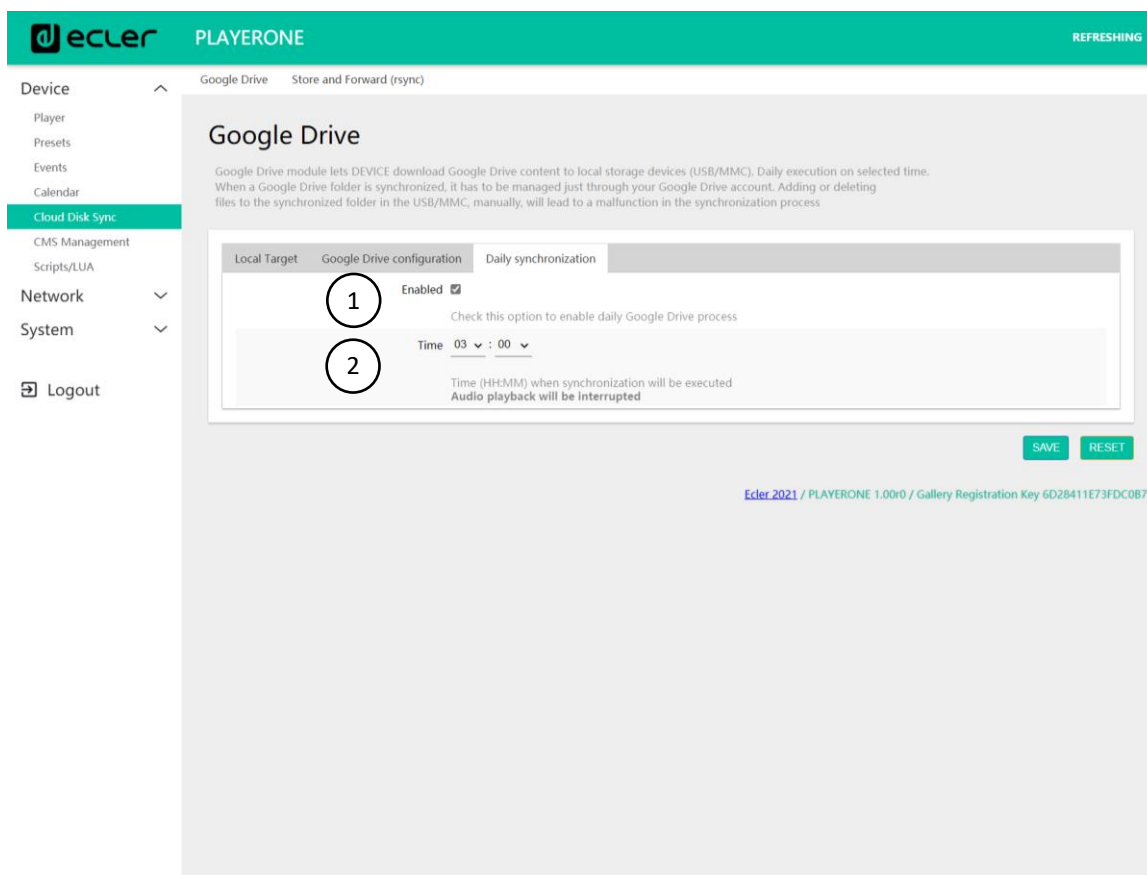 ecler
PLAYERONE
REFRESHING
Device
Player
Presets
Events
Calendar
Cloud Disk Sync
CMS Management
Scripts/LUA
Network
System
Logout
Google Drive Store and Forward (rsync)
Google Drive
Google Drive module lets DEVICE download Google Drive content to local storage devices (USB/MMC). Daily execution on selected time.
When a Google Drive folder is synchronized, it has to be managed just through your Google Drive account. Adding or deleting
files to the synchronized folder in the USB/MMC, manually, will lead to a malfunction in the synchronization process
Local Target Google Drive configuration Daily synchronization
1 Enabled
Check this option to enable daily Google Drive process
2 Time 03 : 00
Time (HH:MM) when synchronization will be executed
Audio playback will be interrupted
SAVE RESET
Ecler 2021 / PLAYERONE 1.00r0 / Gallery Registration Key 6D28411E73FDC0B7